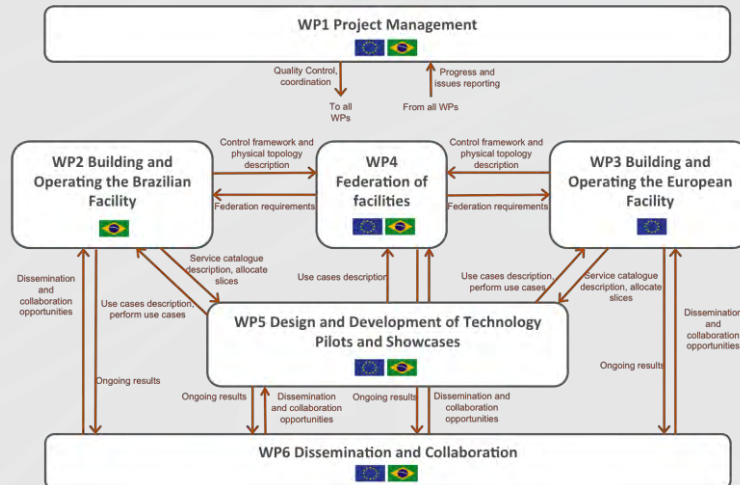 WP1 Project Management
Quality Control,
coordination
Progress and
issues reporting
To all
WPs
From all WPs
Control framework and
physical topology
description
Control framework and
physical topology
description
WP2 Building and
Operating the Brazilian
Facility
WP4
Federation of
facilities
WP3 Building and
Operating the European
Facility
Federation requirements
Federation requirements
Dissemination
and
collaboration
opportunities
Service catalogue
description, allocate
slices
Use cases description
Use cases description,
perform use cases
Service catalogue
description, allocate
slices
Dissemination
and
collaboration
opportunities
Use cases description,
perform use cases
WP5 Design and Development of Technology
Pilots and Showcases
Ongoing results
Ongoing results
Ongoing results
Dissemination
and collaboration
opportunities
Ongoing results
Dissemination and
collaboration
opportunities
WP6 Dissemination and Collaboration